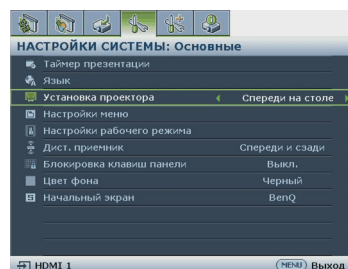 НАСТРОЙКИ СИСТЕМЫ: Основные
Таймер презентации
Язык
Установка проектора Спереди на столе
Настройки меню
Настройки рабочего режима
Дист. приемник Спереди и сзади
Блокировка клавиш панели Выкл.
Цвет фона Черный
Начальный экран BenQ
HDMI 1 MENU Выход